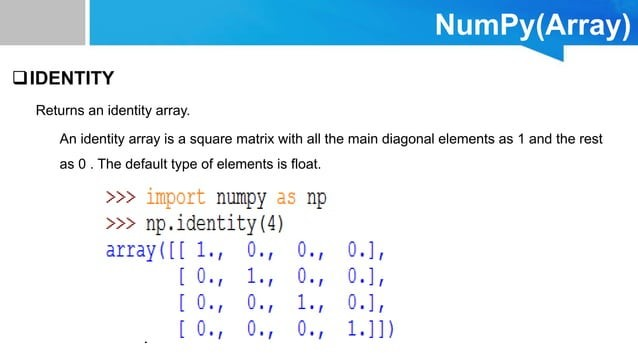 NumPy(Array)
❑IDENTITY
Returns an identity array.
An identity array is a square matrix with all the main diagonal elements as 1 and the rest
as 0 . The default type of elements is float.
>>> import numpy as np
>>> np.identity(4)
array([[ 1.,  0.,  0.,  0.],
       [ 0.,  1.,  0.,  0.],
       [ 0.,  0.,  1.,  0.],
       [ 0.,  0.,  0.,  1.]])